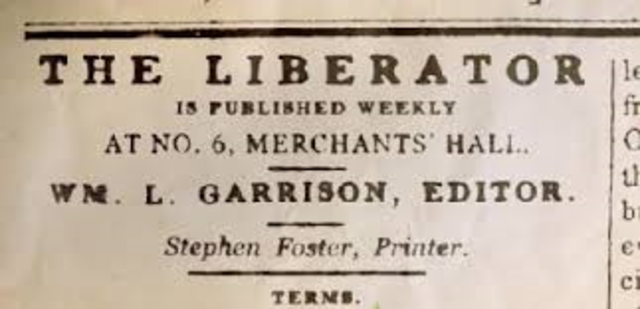 THE LIBERATOR
IS PUBLISHED WEEKLY
AT NO. 6, MERCHANTS' HALL.
WM. L. GARRISON, EDITOR.
Stephen Foster, Printer.
TERMS.